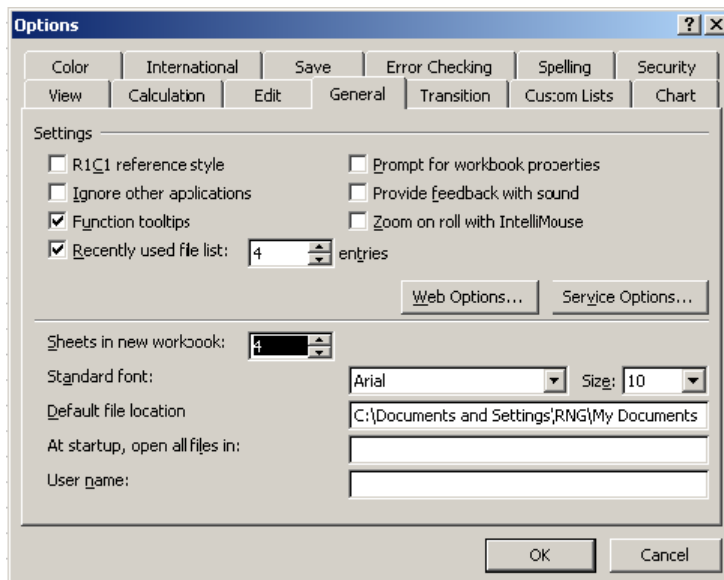 Options
Color International Save Error Checking Spelling Security
View Calculation Edit General Transition Custom Lists Chart
Settings
R1C1 reference style Prompt for workbook properties
Ignore other applications Provide feedback with sound
Function tooltips Zoom on roll with IntelliMouse
Recently used file list: 4 entries
Web Options... Service Options...
Sheets in new workbook: 4
Standard font: Arial Size: 10
Default file location C:\Documents and Settings\RNG\My Documents
At startup, open all files in:
User name:
OK Cancel